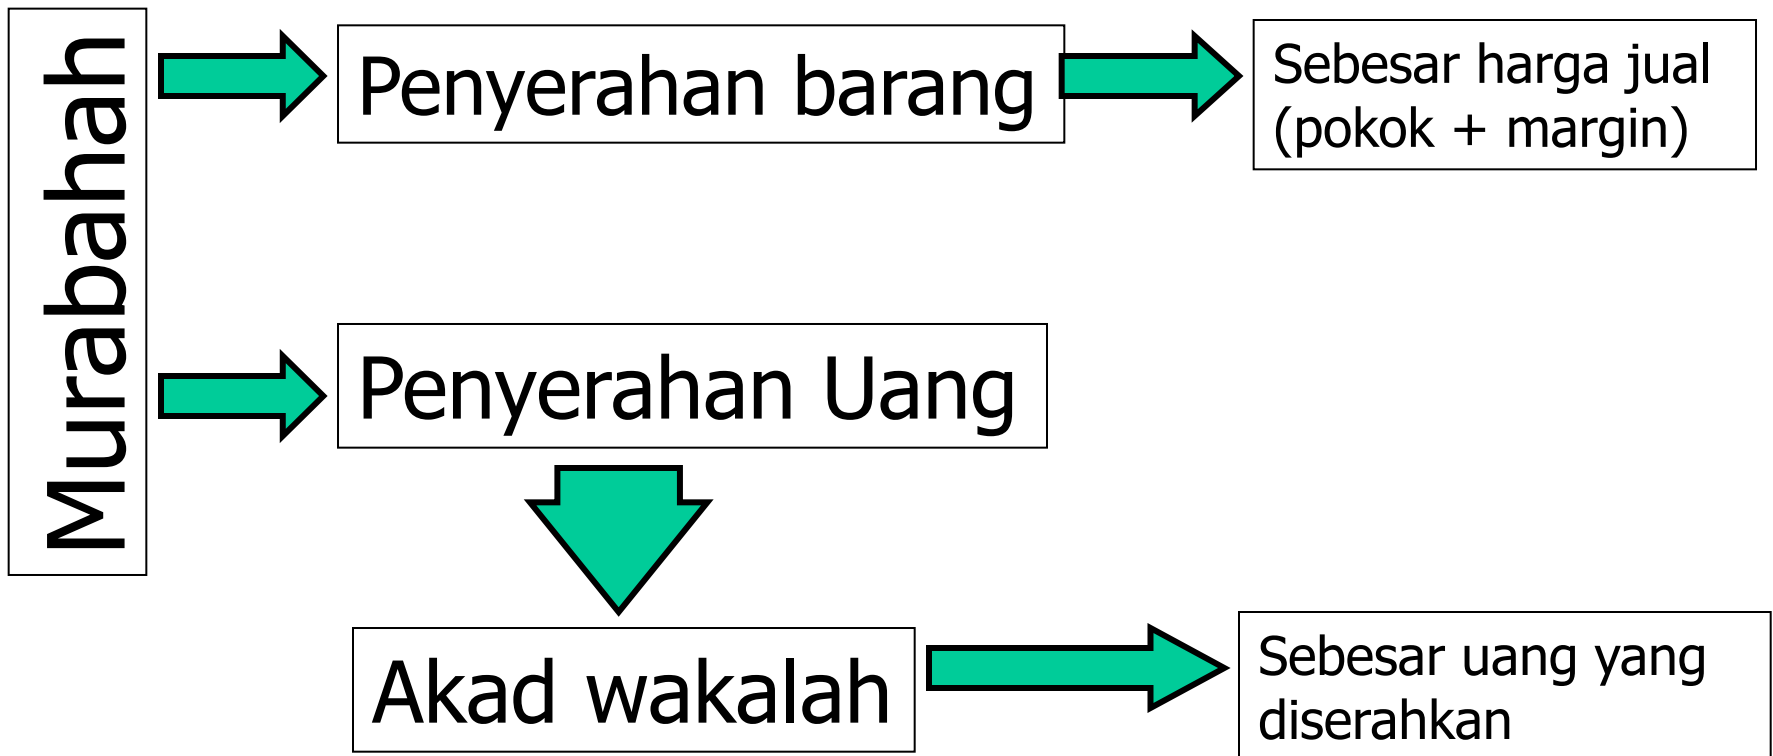 Murabahah
Penyerahan barang
Sebesar harga jual
(pokok + margin)
Penyerahan Uang
Akad wakalah
Sebesar uang yang
diserahkan